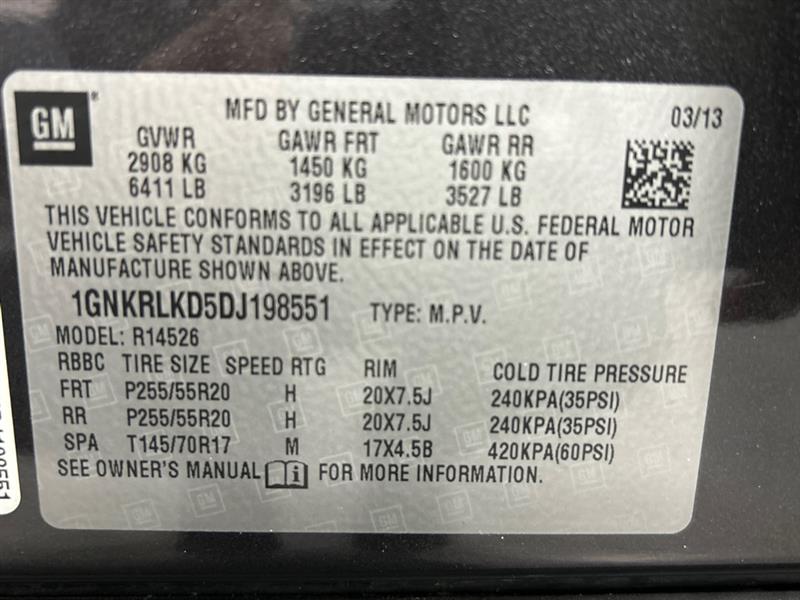 GM
MFD BY GENERAL MOTORS LLC
03/13
GVWR GAWR FRT GAWR RR
2908 KG 1450 KG 1600 KG
6411 LB 3196 LB 3527 LB
THIS VEHICLE CONFORMS TO ALL APPLICABLE U.S. FEDERAL MOTOR
VEHICLE SAFETY STANDARDS IN EFFECT ON THE DATE OF
MANUFACTURE SHOWN ABOVE.
1GNKRLKD5DJ198551 TYPE: M.P.V.
MODEL: R14526
RBBC TIRE SIZE SPEED RTG RIM COLD TIRE PRESSURE
FRT P255/55R20 H 20X7.5J 240KPA(35PSI)
RR P255/55R20 H 20X7.5J 240KPA(35PSI)
SPA T145/70R17 M 17X4.5B 420KPA(60PSI)
SEE OWNER'S MANUAL FOR MORE INFORMATION.